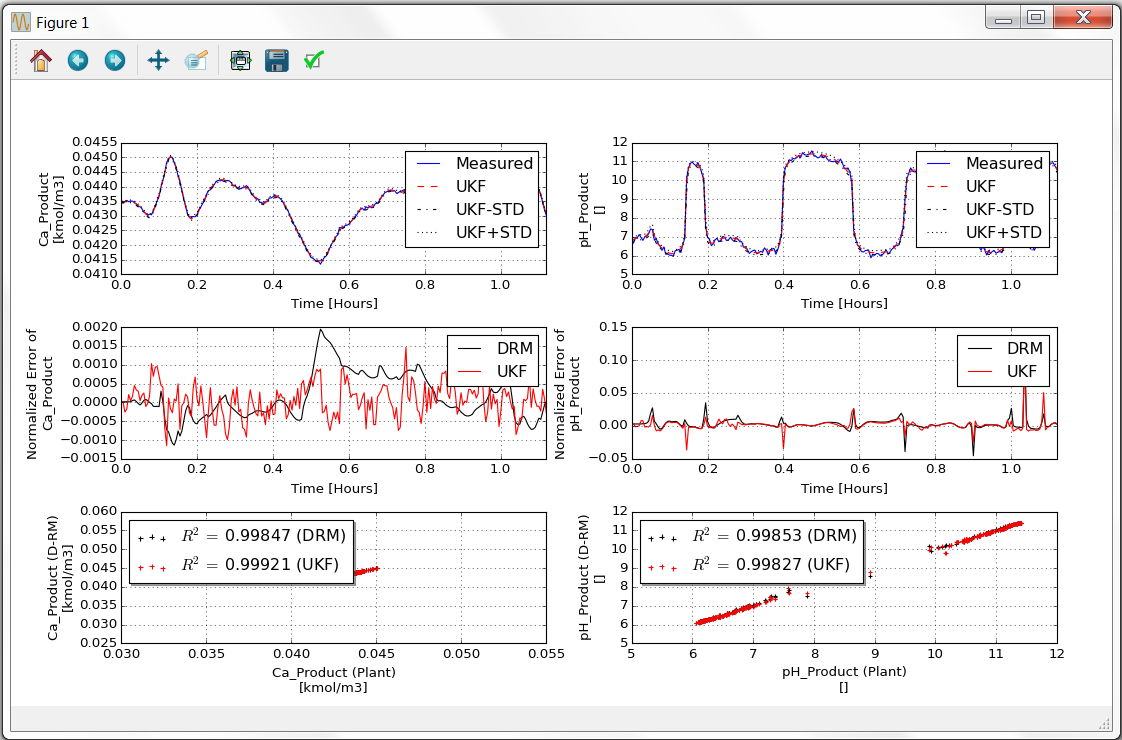 Figure 1
Ca_Product
[kmol/m3]
0.0455
0.0450
0.0440
0.0435
0.0430
0.0420
0.0415
0.0410
0.0 0.2 0.4 0.6 0.8 1.0
Time [Hours]
Measured
UKF
UKF-STD
UKF+STD
pH_Product
[]
12
11
10
9
8
7
6
5
0.0 0.2 0.4 0.6 0.8 1.0
Time [Hours]
Measured
UKF
UKF-STD
UKF+STD
Normalized Error of
Ca_Product
0.0020
0.0015
0.0010
0.0005
0.0000
−0.0005
−0.0010
−0.0015
0.0 0.2 0.4 0.6 0.8 1.0
Time [Hours]
DRM
UKF
Normalized Error of
pH_Product
0.15
0.10
0.05
0.00
−0.05
0.0 0.2 0.4 0.6 0.8 1.0
Time [Hours]
DRM
UKF
Ca_Product (D-RM)
[kmol/m3]
0.060
0.055
0.050
0.045
0.040
0.035
0.030
0.025
0.030 0.035 0.040 0.045 0.050 0.055
Ca_Product (Plant)
[kmol/m3]
R² = 0.99847 (DRM)
R² = 0.99921 (UKF)
pH_Product (D-RM)
[]
12
11
10
9
8
7
6
5
5 6 7 8 9 10 11 12
pH_Product (Plant)
[]
R² = 0.99853 (DRM)
R² = 0.99827 (UKF)